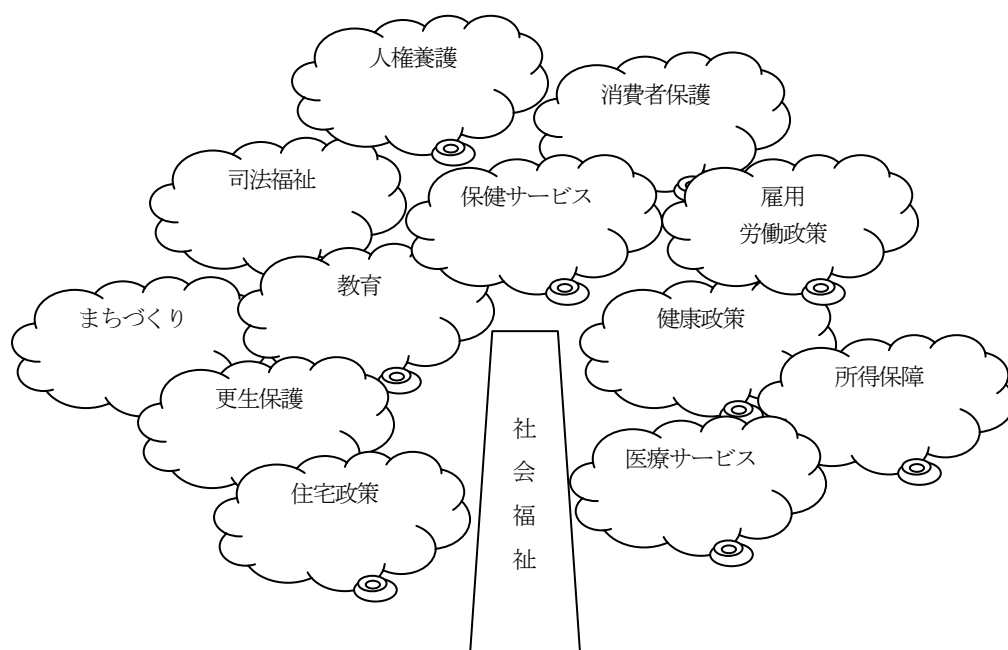 人権養護
消費者保護
司法福祉
保健サービス
雇用
労働政策
教育
まちづくり
健康政策
所得保障
更生保護
医療サービス
住宅政策
社会福祉